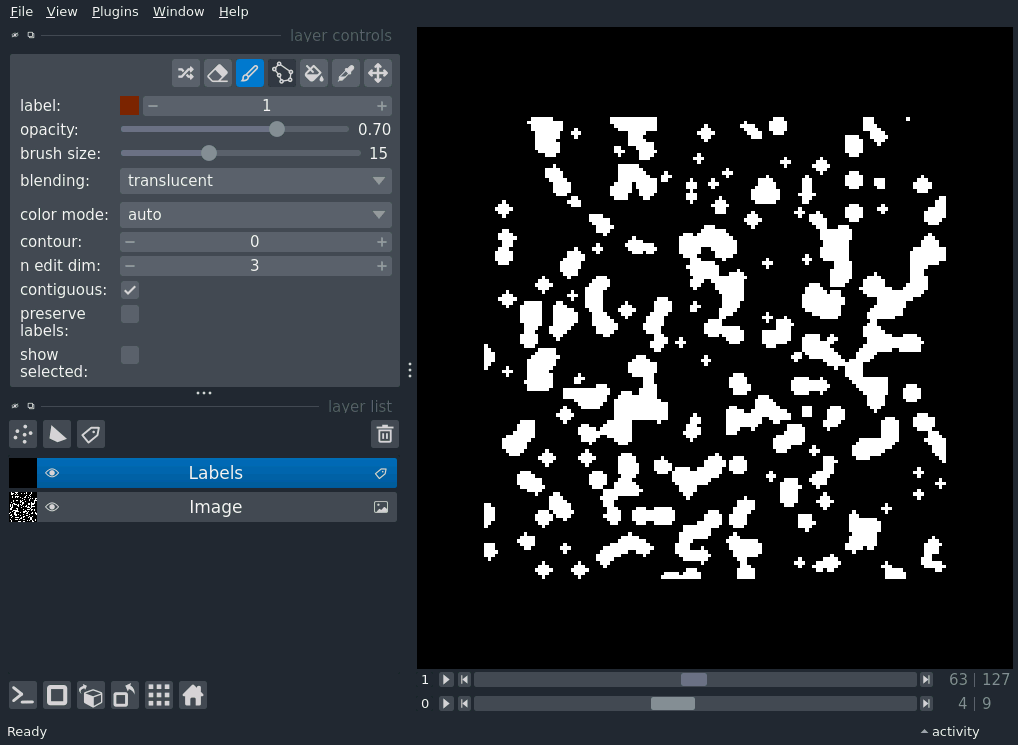 File View Plugins Window Help
layer controls
label: 1
opacity: 0.70
brush size: 15
blending: translucent
color mode: auto
contour: 0
n edit dim: 3
contiguous:
preserve
labels:
show
selected:
layer list
Labels
Image
1 63 | 127
0 4 | 9
Ready activity